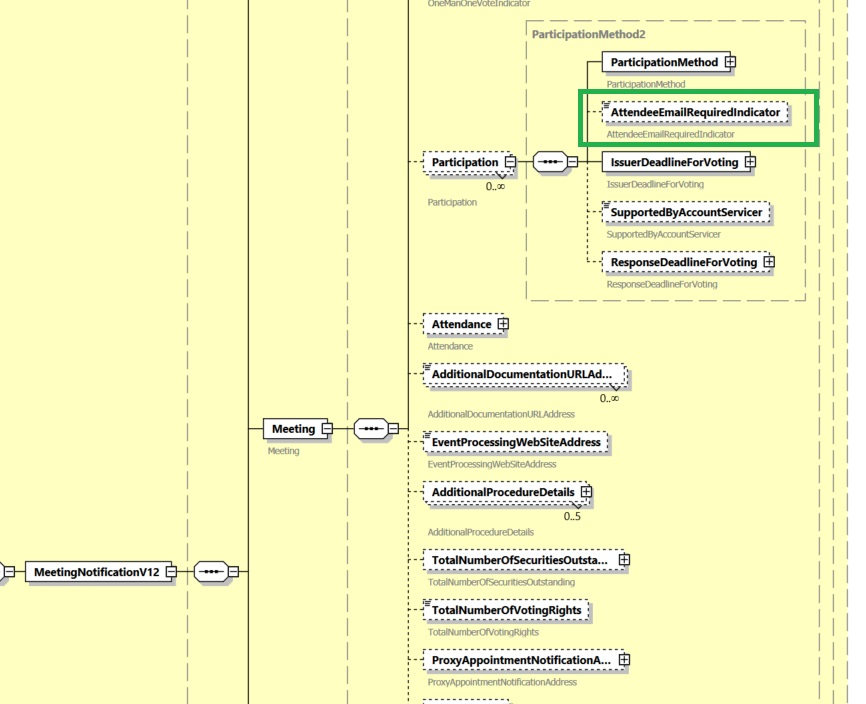 OneManOneVoteIndicator
ParticipationMethod2
ParticipationMethod
ParticipationMethod
AttendeeEmailRequiredIndicator
AttendeeEmailRequiredIndicator
Participation
0..∞
Participation
IssuerDeadlineForVoting
IssuerDeadlineForVoting
SupportedByAccountServicer
SupportedByAccountServicer
ResponseDeadlineForVoting
ResponseDeadlineForVoting
Attendance
Attendance
AdditionalDocumentationURLAd...
0..∞
AdditionalDocumentationURLAddress
Meeting
Meeting
EventProcessingWebSiteAddress
EventProcessingWebSiteAddress
AdditionalProcedureDetails
0..5
AdditionalProcedureDetails
MeetingNotificationV12
TotalNumberOfSecuritiesOutsta...
TotalNumberOfSecuritiesOutstanding
TotalNumberOfVotingRights
TotalNumberOfVotingRights
ProxyAppointmentNotificationA...
ProxyAppointmentNotificationAddress